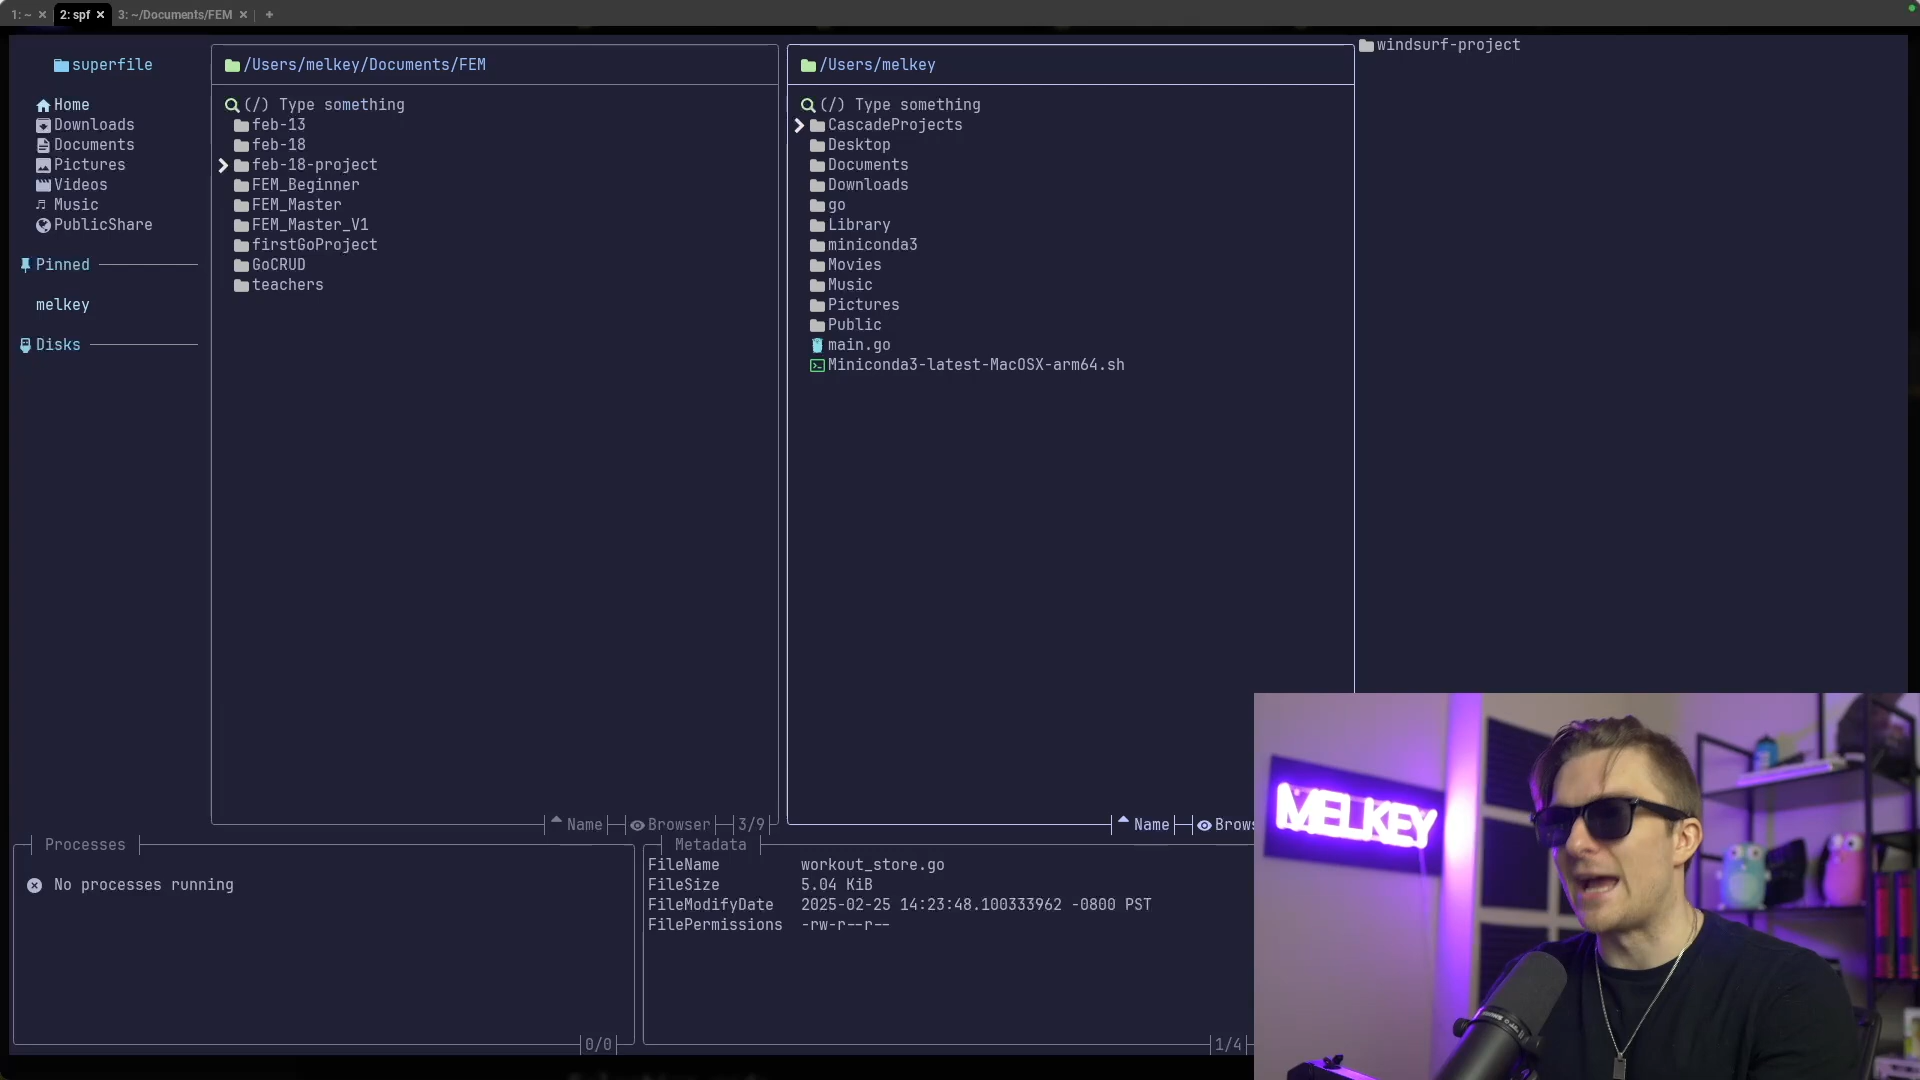 1: ~ × 2: spf × 3: ~/Documents/FEM × +
superfile
Home
Downloads
Documents
Pictures
Videos
Music
PublicShare
Pinned
melkey
Disks
/Users/melkey/Documents/FEM
(/) Type something
feb-13
feb-18
feb-18-project
FEM_Beginner
FEM_Master
FEM_Master_V1
firstGoProject
GoCRUD
teachers
Name Browser 3/9
/Users/melkey
(/) Type something
CascadeProjects
Desktop
Documents
Downloads
go
Library
miniconda3
Movies
Music
Pictures
Public
main.go
Miniconda3-latest-MacOSX-arm64.sh
Name Brows
windsurf-project
Processes
No processes running
0/0
Metadata
FileName workout_store.go
FileSize 5.04 KiB
FileModifyDate 2025-02-25 14:23:48.100333962 -0800 PST
FilePermissions -rw-r--r--
1/4
MELKEY